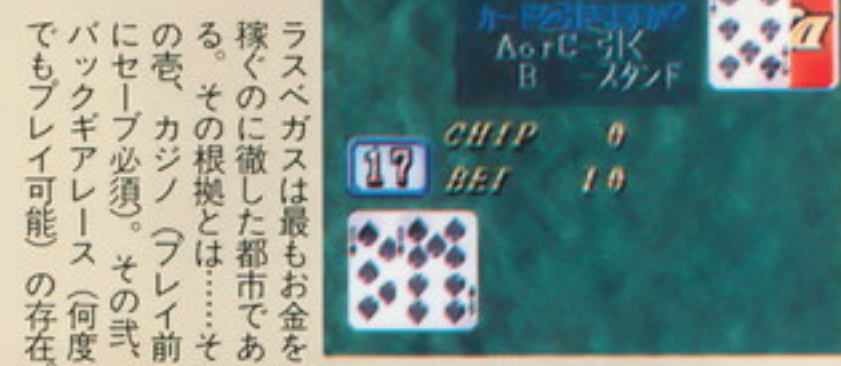 ラスベガスは最もお金を
稼ぐのに徹した都市であ
る。その根拠とは……そ
の壱、カジノ（プレイ前
にセーブ必須）。その弐、
バックギアレース（何度
でもプレイ可能）の存在。
カードを引きますか?
AorC-引く
B -スタンド
CHIP 0
17 BET 10